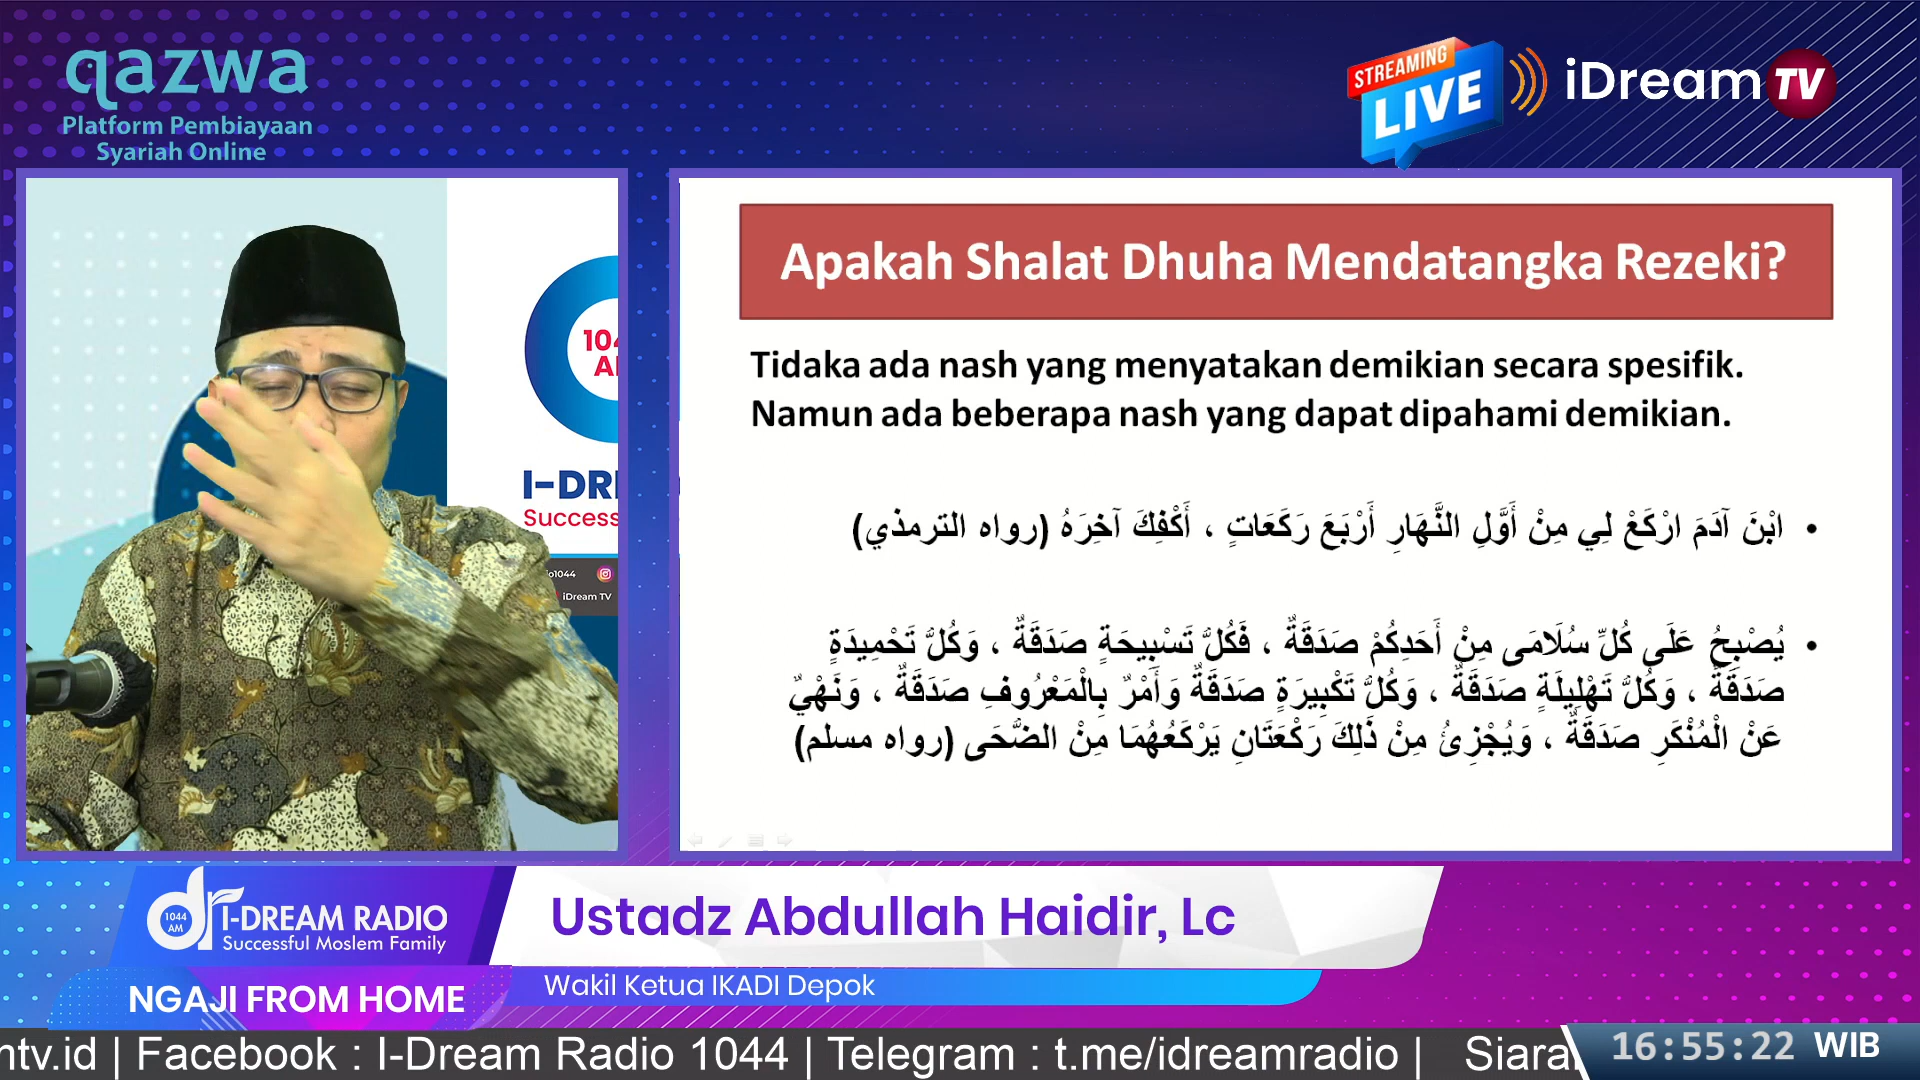 qazwa
Platform Pembiayaan
Syariah Online
STREAMING
LIVE
iDream TV
I-DR
Success
io1044
iDream TV
Apakah Shalat Dhuha Mendatangka Rezeki?
Tidaka ada nash yang menyatakan demikian secara spesifik.
Namun ada beberapa nash yang dapat dipahami demikian.
• ابْنَ آدَمَ ارْكَعْ لِي مِنْ أَوَّلِ النَّهَارِ أَرْبَعَ رَكَعَاتٍ ، أَكْفِكَ آخِرَهُ (رواه الترمذي)
• يُصْبِحُ عَلَى كُلِّ سُلَامَى مِنْ أَحَدِكُمْ صَدَقَةٌ ، فَكُلُّ تَسْبِيحَةٍ صَدَقَةٌ ، وَكُلُّ تَحْمِيدَةٍ
صَدَقَةٌ ، وَكُلُّ تَهْلِيلَةٍ صَدَقَةٌ ، وَكُلُّ تَكْبِيرَةٍ صَدَقَةٌ وَأَمْرٌ بِالْمَعْرُوفِ صَدَقَةٌ ، وَنَهْيٌ
عَنْ الْمُنْكَرِ صَدَقَةٌ ، وَيُجْزِئُ مِنْ ذَلِكَ رَكْعَتَانِ يَرْكَعُهُمَا مِنْ الضُّحَى (رواه مسلم)
dr
1044
AM
I-DREAM RADIO
Successful Moslem Family
NGAJI FROM HOME
Ustadz Abdullah Haidir, Lc
Wakil Ketua IKADI Depok
ntv.id | Facebook : I-Dream Radio 1044 | Telegram : t.me/idreamradio | Siara
16:55:22 WIB